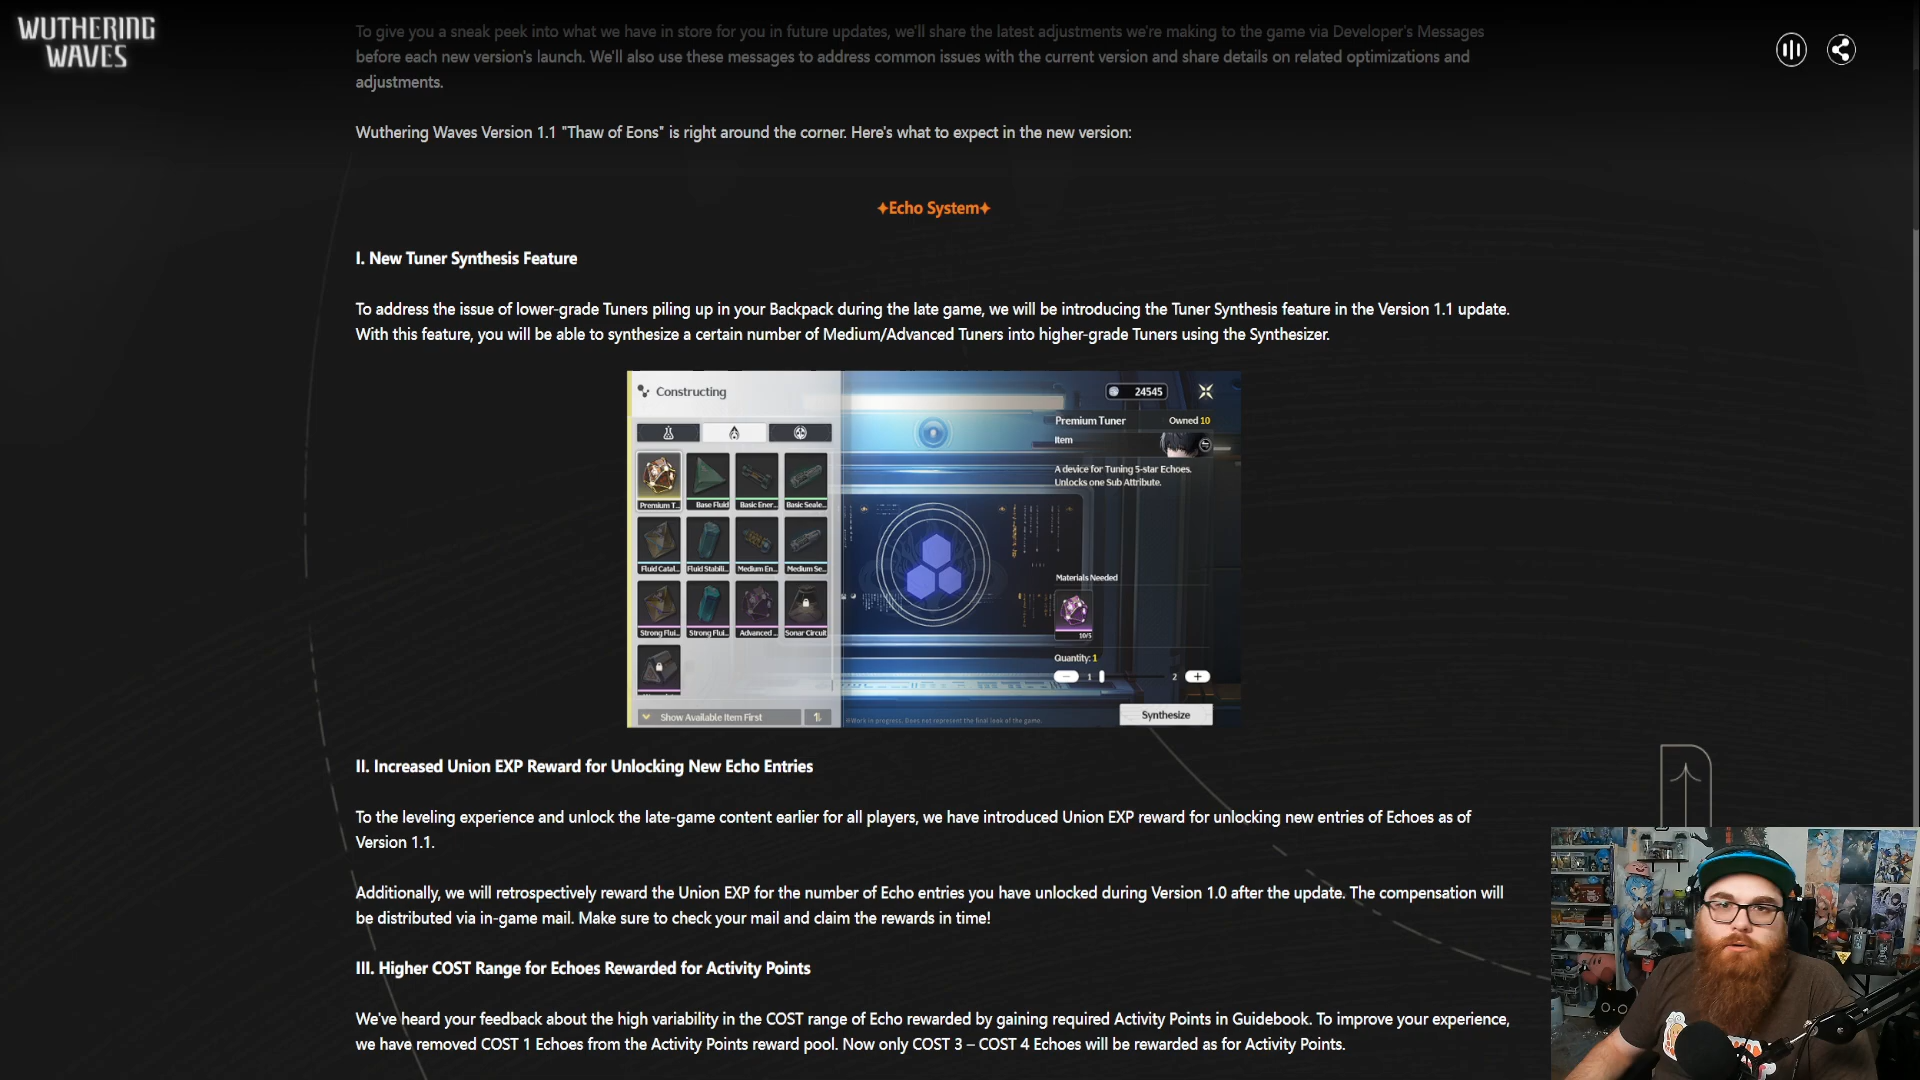 WUTHERING
WAVES
To give you a sneak peek into what we have in store for you in future updates, we'll share the latest adjustments we're making to the game via Developer's Messages
before each new version's launch. We'll also use these messages to address common issues with the current version and share details on related optimizations and
adjustments.
Wuthering Waves Version 1.1 "Thaw of Eons" is right around the corner. Here's what to expect in the new version:
✦Echo System✦
I. New Tuner Synthesis Feature
To address the issue of lower-grade Tuners piling up in your Backpack during the late game, we will be introducing the Tuner Synthesis feature in the Version 1.1 update.
With this feature, you will be able to synthesize a certain number of Medium/Advanced Tuners into higher-grade Tuners using the Synthesizer.
Constructing
24545
Premium Tuner Owned 10
Item
A device for Tuning 5-star Echoes.
Unlocks one Sub Attribute.
Premium T... Base Fluid Basic Ener... Basic Seale...
Fluid Catal... Fluid Stabili... Medium En... Medium Se...
Strong Flui... Strong Flui... Advanced ... Sonar Circuit
Materials Needed
10/5
Quantity: 1
1 2
Show Available Item First
※Work in progress. Does not represent the final look of the game.
Synthesize
II. Increased Union EXP Reward for Unlocking New Echo Entries
To the leveling experience and unlock the late-game content earlier for all players, we have introduced Union EXP reward for unlocking new entries of Echoes as of
Version 1.1.
Additionally, we will retrospectively reward the Union EXP for the number of Echo entries you have unlocked during Version 1.0 after the update. The compensation will
be distributed via in-game mail. Make sure to check your mail and claim the rewards in time!
III. Higher COST Range for Echoes Rewarded for Activity Points
We've heard your feedback about the high variability in the COST range of Echo rewarded by gaining required Activity Points in Guidebook. To improve your experience,
we have removed COST 1 Echoes from the Activity Points reward pool. Now only COST 3 – COST 4 Echoes will be rewarded as for Activity Points.